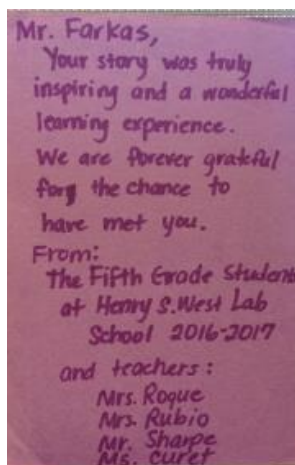 Mr. Farkas,
Your story was truly
inspiring and a wonderful
learning experience.
We are forever grateful
for the chance to
have met you.
From:
The Fifth Grade Student
at Henry S. West Lab
School 2016-2017
and teachers:
Mrs. Roque
Mrs. Rubio
Mr. Sharpe
Ms. Curet